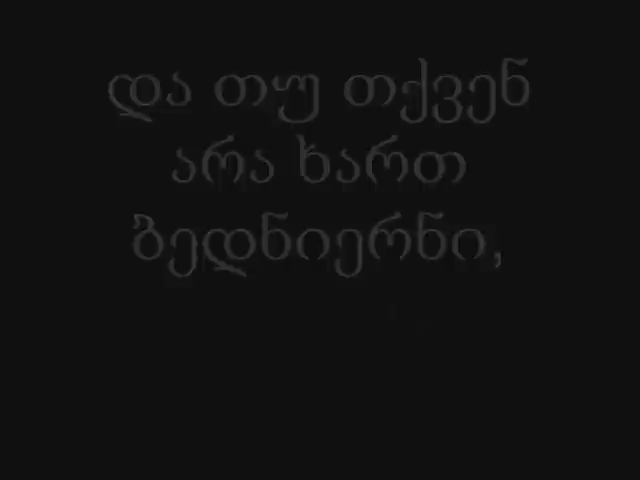 და თუ თქვენ
არა ხართ
ბედნიერნი,